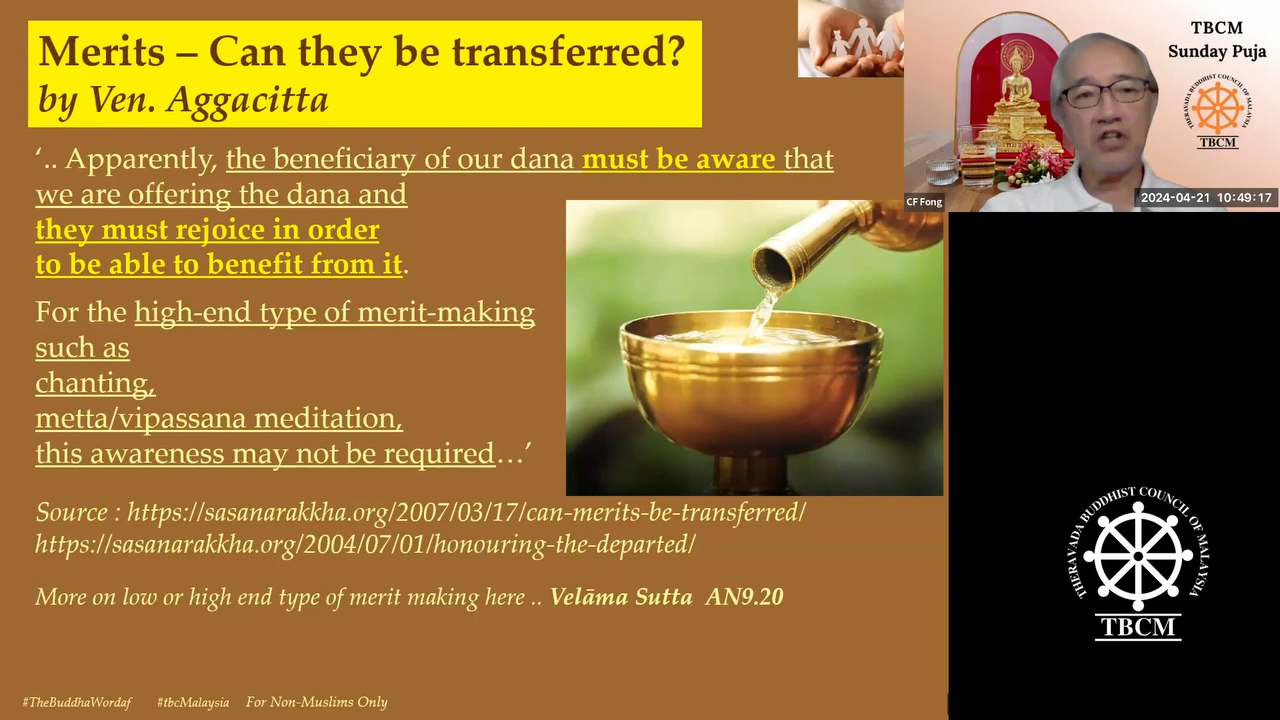 Merits – Can they be transferred?
by Ven. Aggacitta
‘.. Apparently, the beneficiary of our dana must be aware that
we are offering the dana and
they must rejoice in order
to be able to benefit from it.
For the high-end type of merit-making
such as
chanting,
metta/vipassana meditation,
this awareness may not be required…’
Source : https://sasanarakkha.org/2007/03/17/can-merits-be-transferred/
https://sasanarakkha.org/2004/07/01/honouring-the-departed/
More on low or high end type of merit making here .. Velāma Sutta AN9.20
#TheBuddhaWordaf #tbcMalaysia For Non-Muslims Only
TBCM
Sunday Puja
THERAVADA BUDDHIST COUNCIL OF MALAYSIA
TBCM
CF Fong
2024-04-21 10:49:17
THERAVADA BUDDHIST COUNCIL OF MALAYSIA
TBCM